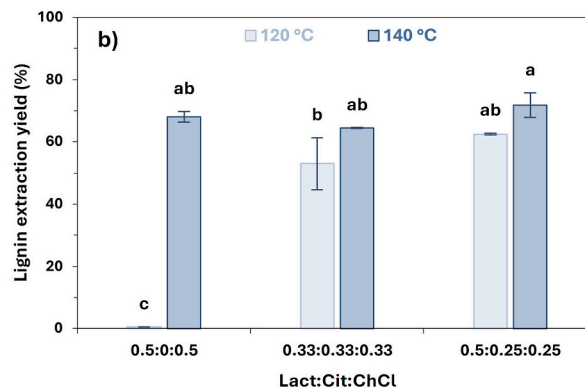 100
b)
120 °C
140 °C
a
ab
ab
80
b
ab
60
Lignin extraction yield (%)
40
20
c
0
0.5:0:0.5
0.33:0.33:0.33
0.5:0.25:0.25
Lact:Cit:ChCl